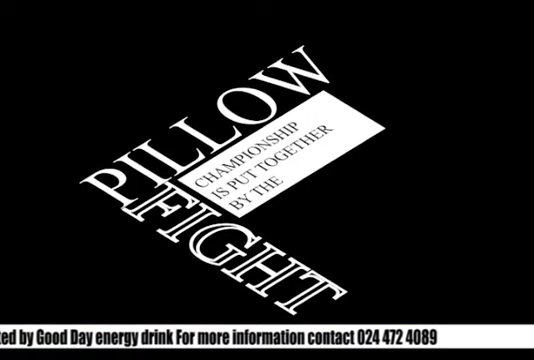 PILLOW
CHAMPIONSHIP
IS PUT TOGETHER
BY THE
FIGHT
by Good Day energy drink For more information contact 024 472 4089